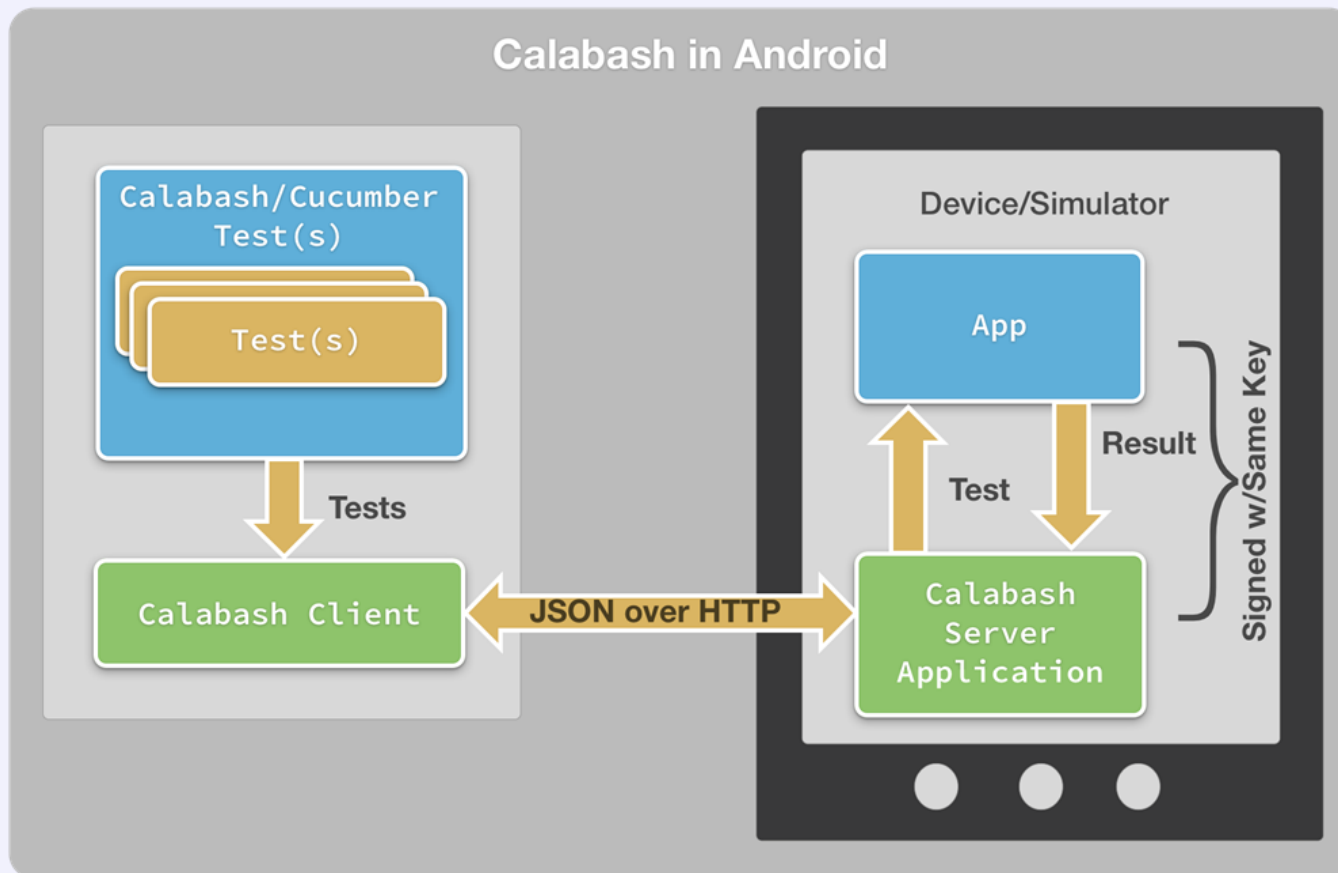 Calabash in Android
Calabash/Cucumber
Test(s)
Test(s)
Tests
Calabash Client
JSON over HTTP
Device/Simulator
App
Test
Result
Calabash
Server
Application
Signed w/Same Key